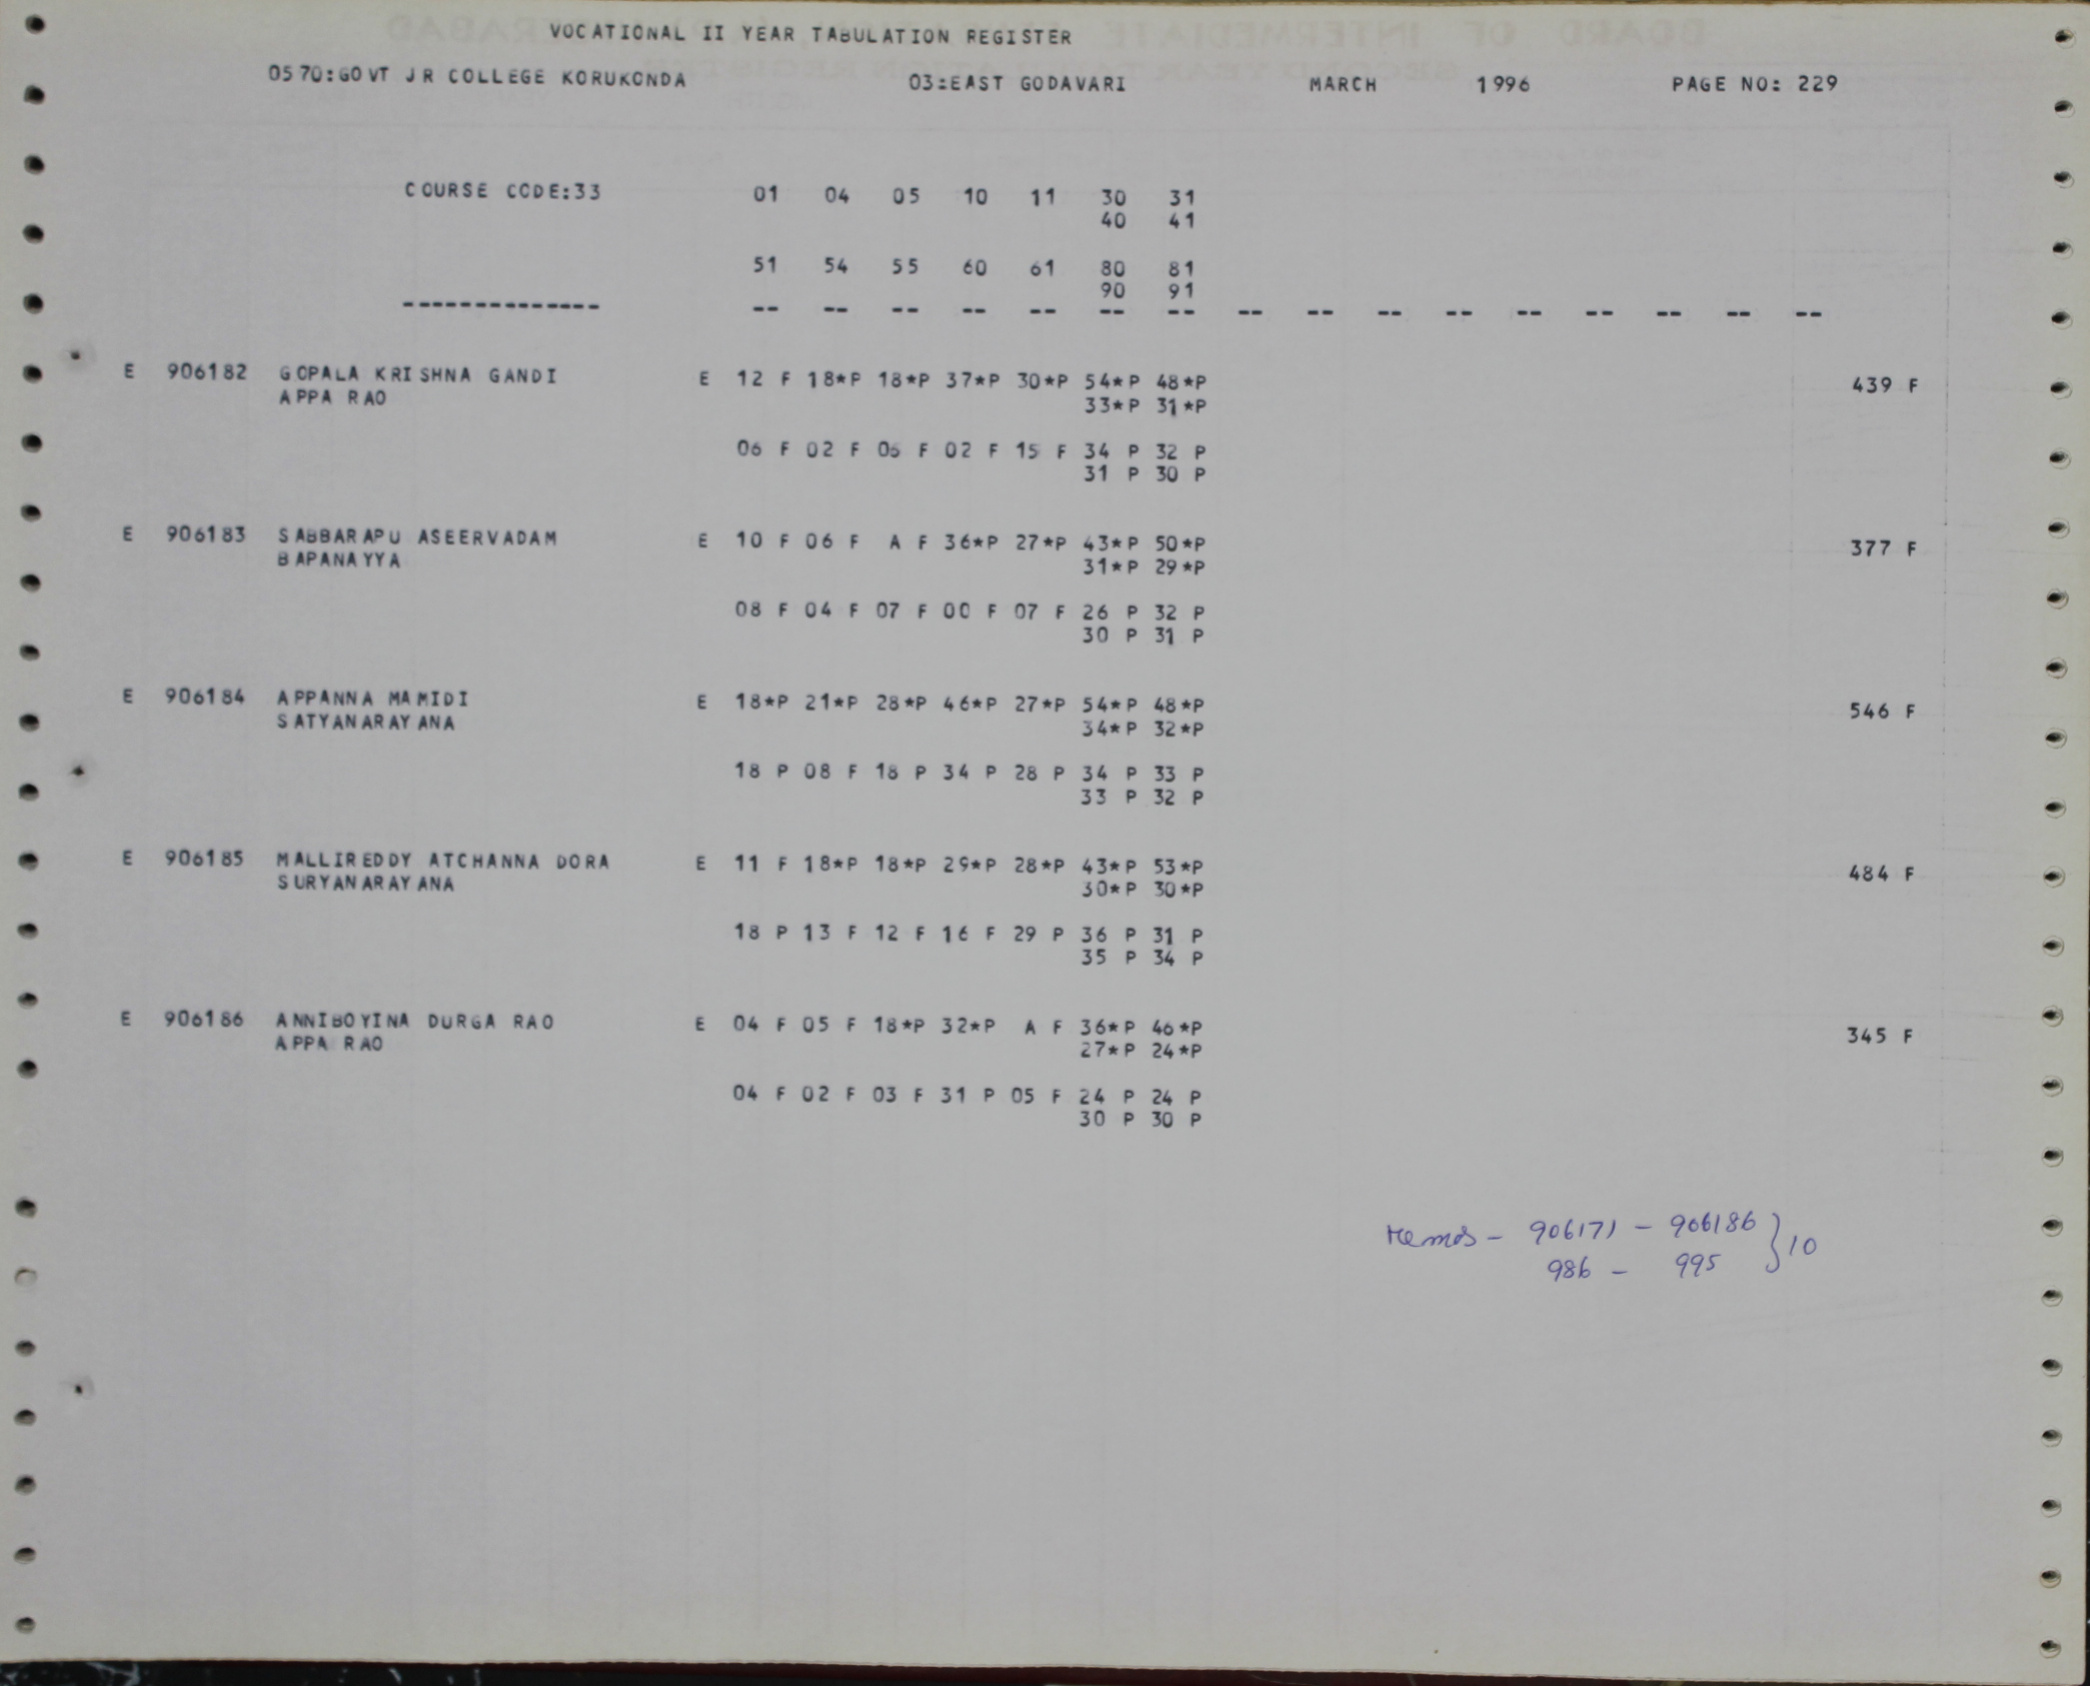 VOCATIONAL II YEAR TABULATION REGISTER
0570:GOVT JR COLLEGE KORUKONDA 03:EAST GODAVARI MARCH 1996 PAGE NO: 229
COURSE CODE:33 01 04 05 10 11 30 31
40 41
51 54 55 60 61 80 81
90 91
-------------- -- -- -- -- -- -- -- -- -- -- -- -- -- -- -- --
E 906182 GOPALA KRISHNA GANDI E 12 F 18*P 18*P 37*P 30*P 54*P 48*P 439 F
APPA RAO 33*P 31*P
06 F 02 F 05 F 02 F 15 F 34 P 32 P
31 P 30 P
E 906183 SABBARAPU ASEERVADAM E 10 F 06 F A F 36*P 27*P 43*P 50*P 377 F
BAPANAYYA 31*P 29*P
08 F 04 F 07 F 00 F 07 F 26 P 32 P
30 P 31 P
E 906184 APPANNA MAMIDI E 18*P 21*P 28*P 46*P 27*P 54*P 48*P 546 F
SATYANARAYANA 34*P 32*P
18 P 08 F 18 P 34 P 28 P 34 P 33 P
33 P 32 P
E 906185 MALLIREDDY ATCHANNA DORA E 11 F 18*P 18*P 29*P 28*P 43*P 53*P 484 F
SURYANARAYANA 30*P 30*P
18 P 13 F 12 F 16 F 29 P 36 P 31 P
35 P 34 P
E 906186 ANNIBOYINA DURGA RAO E 04 F 05 F 18*P 32*P A F 36*P 46*P 345 F
APPA RAO 27*P 24*P
04 F 02 F 03 F 31 P 05 F 24 P 24 P
30 P 30 P
Memos - 906171 - 906186 } 10
986 - 995